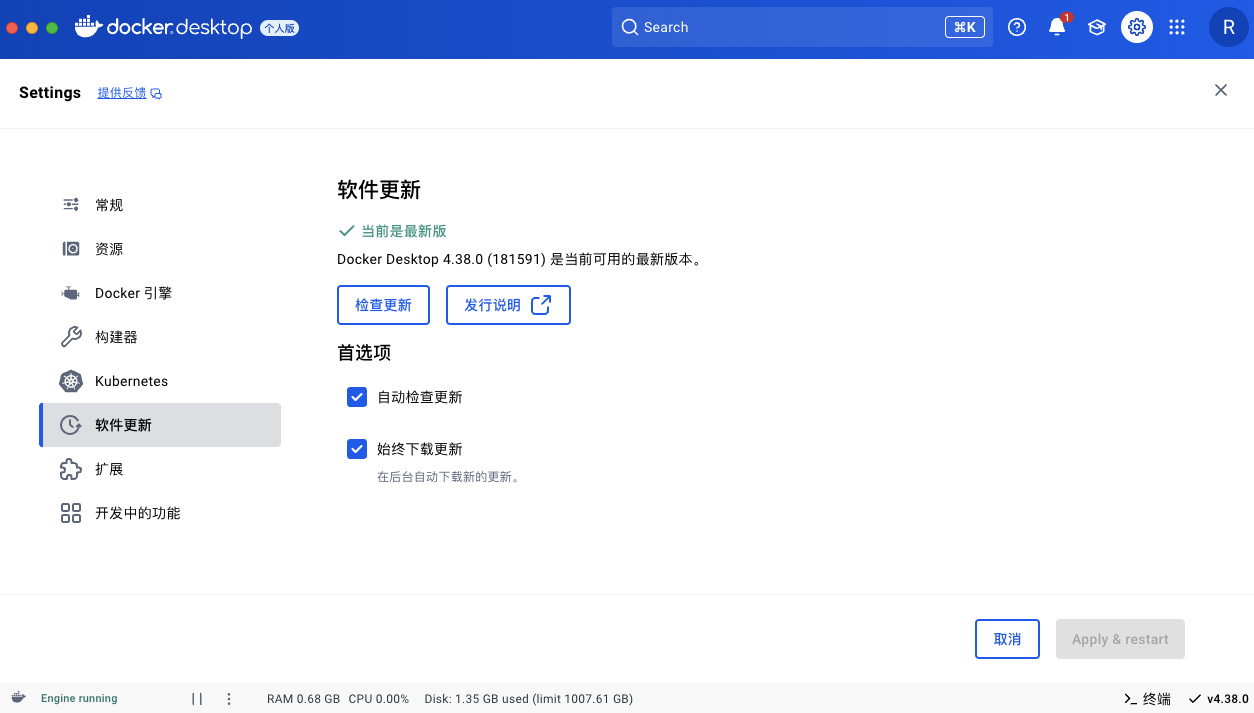 docker.desktop 个人版 Search ⌘K 1 R
Settings 提供反馈
常规
资源
Docker 引擎
构建器
Kubernetes
软件更新
扩展
开发中的功能
软件更新
当前是最新版
Docker Desktop 4.38.0 (181591) 是当前可用的最新版本。
检查更新 发行说明
首选项
自动检查更新
始终下载更新
在后台自动下载新的更新。
取消 Apply & restart
Engine running RAM 0.68 GB CPU 0.00% Disk: 1.35 GB used (limit 1007.61 GB) 终端 v4.38.0